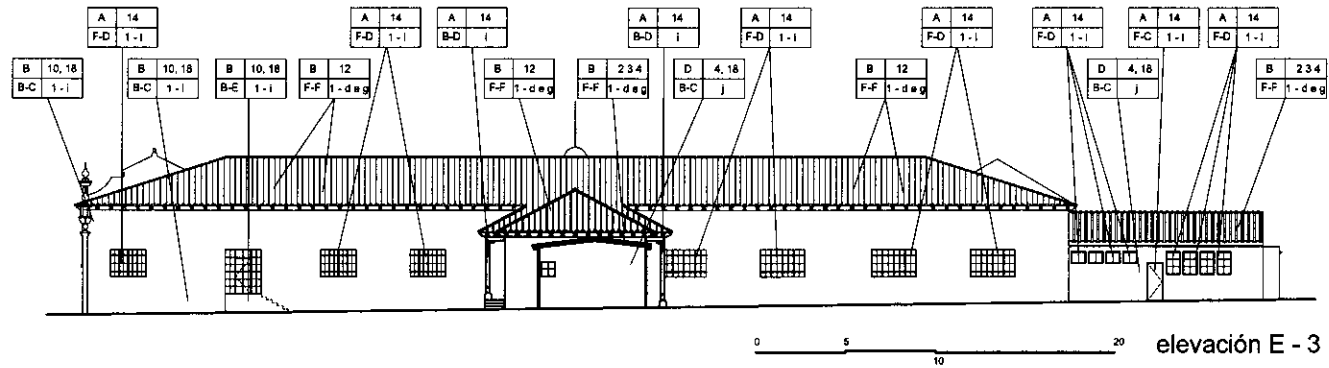 A 14
F-D 1-i
A 14
F-D 1-i
A 14
B-D i
A 14
B-D i
A 14
F-D 1-i
A 14
F-D 1-i
A 14
F-D 1-i
A 14
F-C 1-i
A 14
F-D 1-i
B 10, 18
B-C 1-i
B 10, 18
B-C 1-i
B 10, 18
B-E 1-i
B 12
F-F 1-deg
B 12
F-F 1-deg
B 234
F-F 1-deg
D 4, 18
B-C j
B 12
F-F 1-deg
D 4, 18
B-C j
B 234
F-F 1-deg
0 5 10 20
elevación E - 3